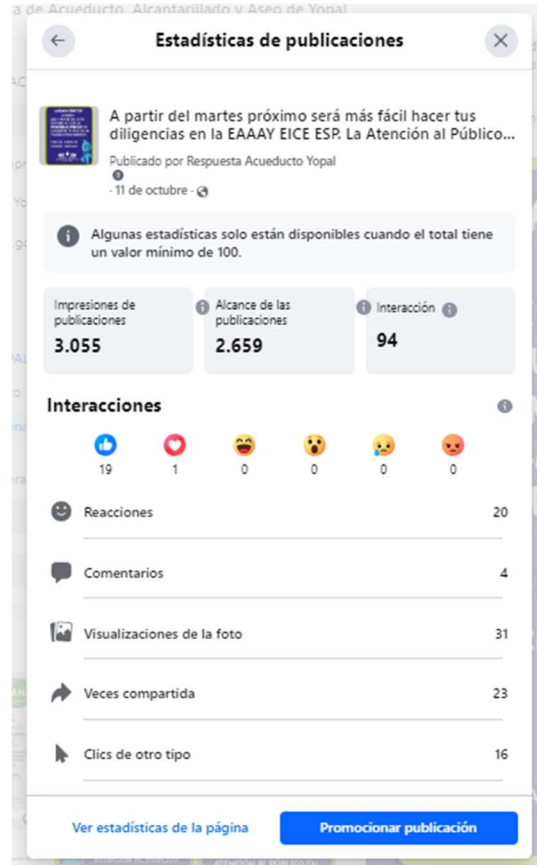 a de Acueducto, Alcantarillado y Aseo de Yopal
Estadísticas de publicaciones
A partir del martes próximo será más fácil hacer tus
diligencias en la EAAAY EICE ESP. La Atención al Público...
Publicado por Respuesta Acueducto Yopal
· 11 de octubre ·
Algunas estadísticas solo están disponibles cuando el total tiene
un valor mínimo de 100.
Impresiones de
publicaciones
3.055
Alcance de las
publicaciones
2.659
Interacción
94
Interacciones
19
1
0
0
0
0
Reacciones
20
Comentarios
4
Visualizaciones de la foto
31
Veces compartida
23
Clics de otro tipo
16
Ver estadísticas de la página
Promocionar publicación